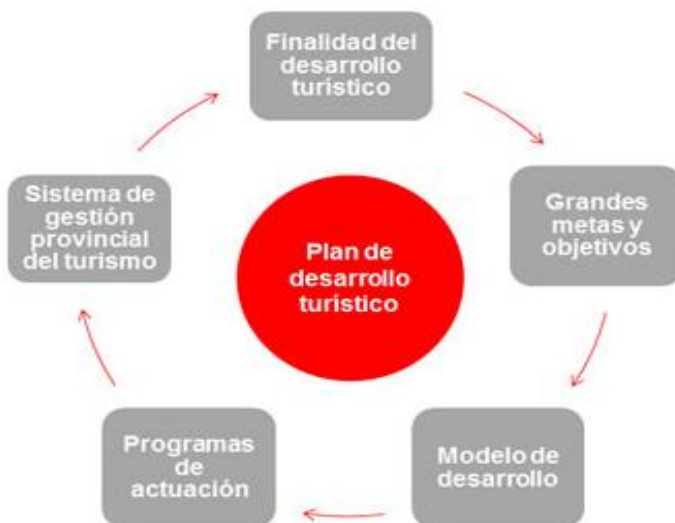 Finalidad del
desarrollo
turístico
Grandes
metas y
objetivos
Modelo de
desarrollo
Programas
de
actuación
Sistema de
gestión
provincial
del turismo
Plan de
desarrollo
turístico